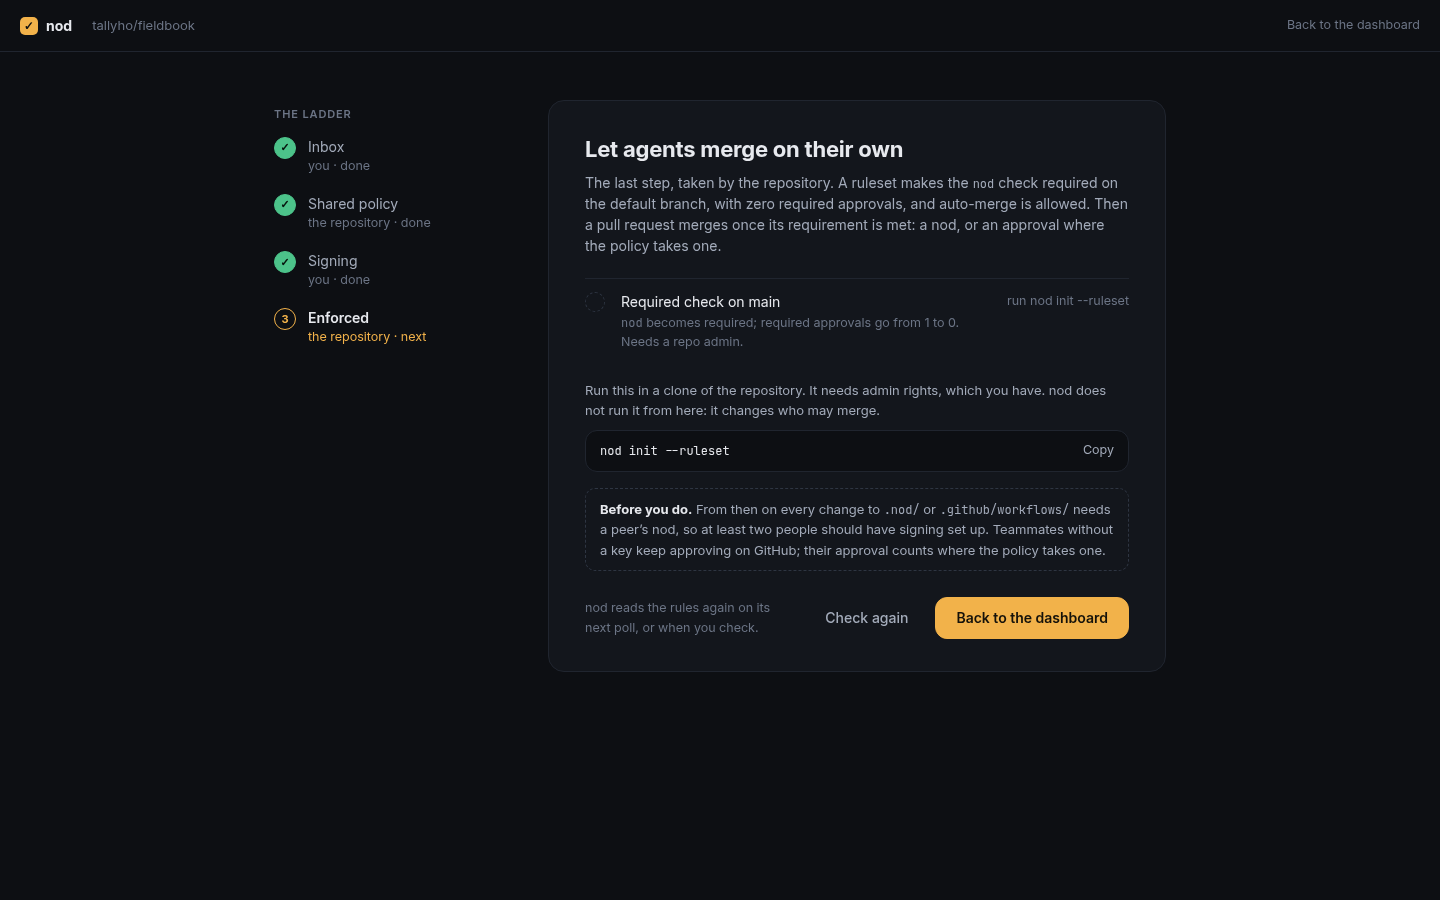 ✓ nod tallyho/fieldbook Back to the dashboard
THE LADDER
✓ Inbox
you · done
✓ Shared policy
the repository · done
✓ Signing
you · done
3 Enforced
the repository · next
Let agents merge on their own
The last step, taken by the repository. A ruleset makes the nod check required on
the default branch, with zero required approvals, and auto-merge is allowed. Then
a pull request merges once its requirement is met: a nod, or an approval where
the policy takes one.
Required check on main run nod init --ruleset
nod becomes required; required approvals go from 1 to 0.
Needs a repo admin.
Run this in a clone of the repository. It needs admin rights, which you have. nod does
not run it from here: it changes who may merge.
nod init --ruleset Copy
Before you do. From then on every change to .nod/ or .github/workflows/ needs
a peer’s nod, so at least two people should have signing set up. Teammates without
a key keep approving on GitHub; their approval counts where the policy takes one.
nod reads the rules again on its
next poll, or when you check.
Check again Back to the dashboard